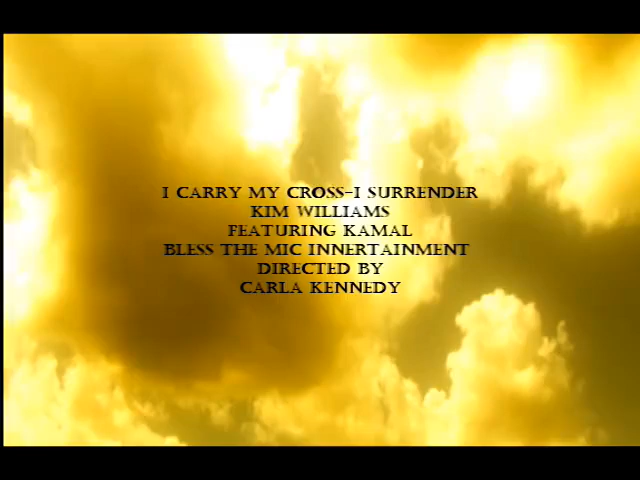 I CARRY MY CROSS-I SURRENDER
KIM WILLIAMS
FEATURING KAMAL
BLESS THE MIC INNERTAINMENT
DIRECTED BY
CARLA KENNEDY